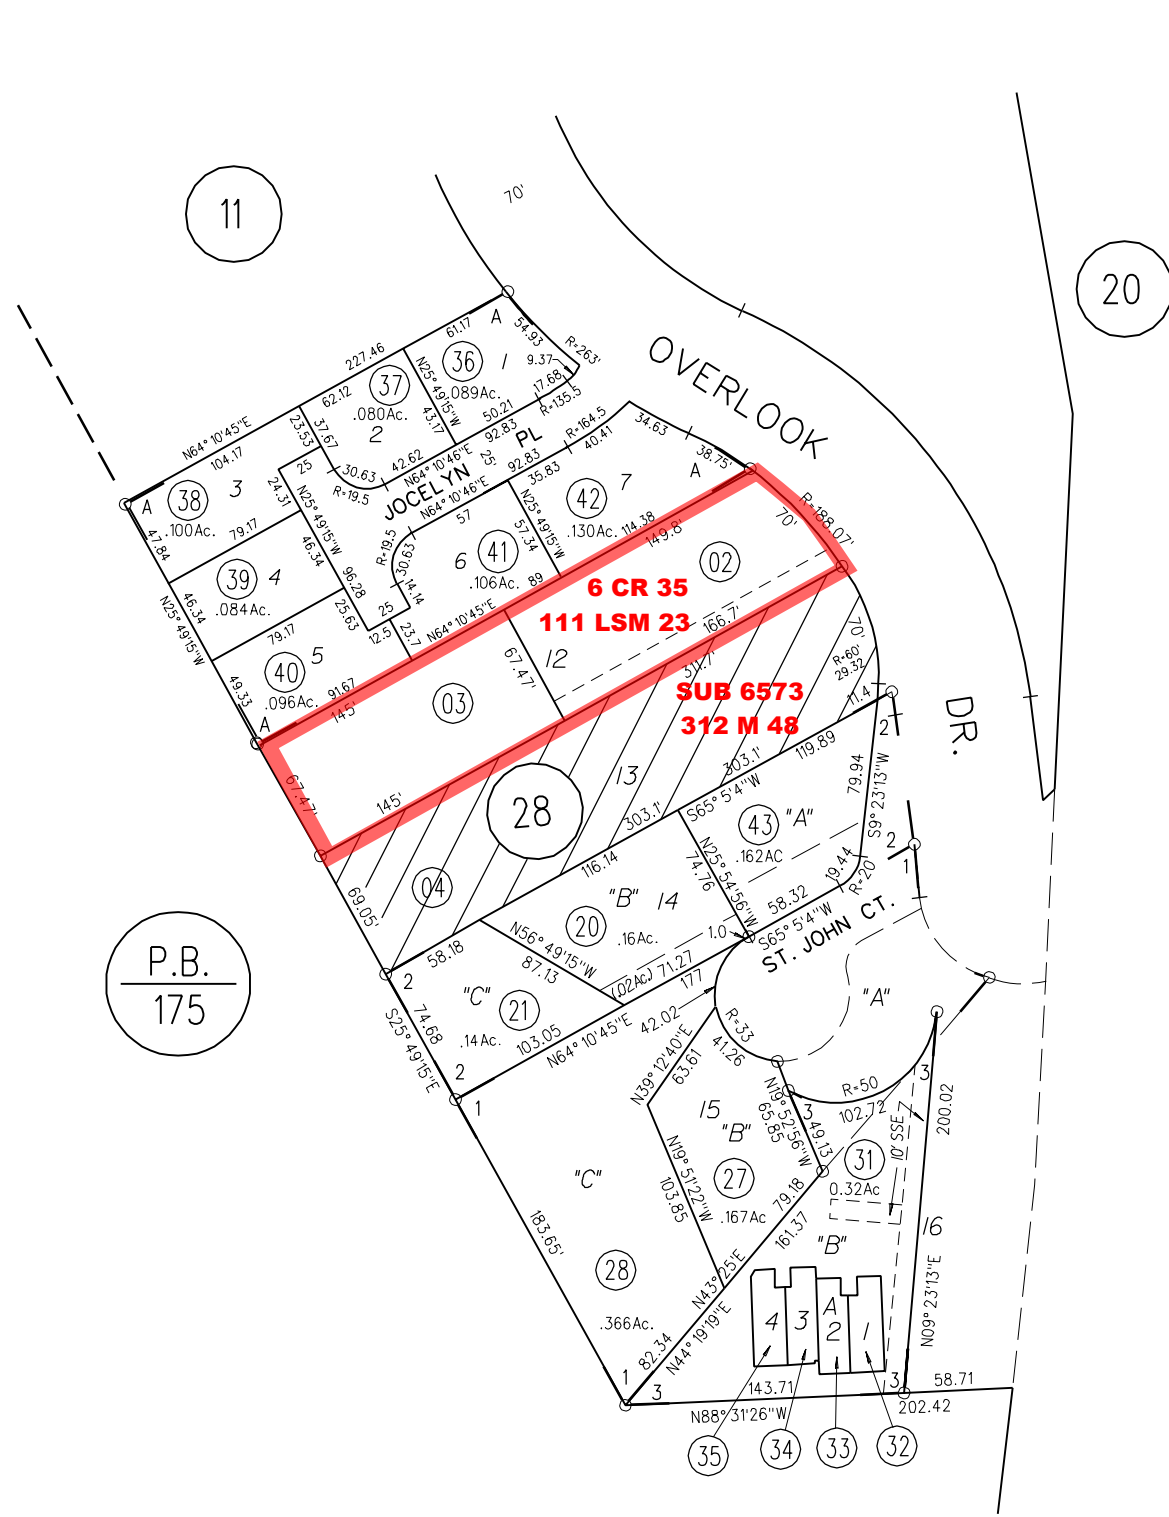 11
70'
20
OVERLOOK
DR.
A
61.17
54.93
R=263'
227.46
36
1
9.37
37
62.12
.089Ac.
N25° 49'15"W
17.68
R=135.5
.080Ac.
2
43.17
50.21
92.83
N64° 10'45"E
23.53
37.67
34.63
R=164.5
40.41
38.75'
A
104.17
25
30.63
42.62
N64° 10'46"E
JOCELYN PL
25'
92.83
35.83
R=19.5
38
3
A
.100Ac.
24.31
N25° 49'15"W
46.34
N64° 10'46"E
57
42
7
.130Ac.
114.38
149.8'
N25° 49'15"W
57.34
70'
R=188.07'
47.84
79.17
R=19.5
30.63
14.14
6
41
.106Ac.
89
02
39
4
.084Ac.
96.28
25.63
25
12.5
23.7
N64° 10'45"E
6 CR 35
111 LSM 23
166.7'
46.34
N25° 49'15"W
79.17
5
40
.096Ac.
49.33
A
91.67
145'
03
67.47'
12
311.7'
SUB 6573
312 M 48
70'
R=60'
29.32
11.4
2
67.47'
145'
13
28
303.1'
303.1'
119.89
S65° 5'4"W
79.94
S9° 23'13"W
43
"A"
.162AC
N25° 54'56"W
74.76
19.44
R=20
2
1
04
69.05'
116.14
"B"
14
20
.16Ac.
58.32
S65° 5'4"W
ST. JOHN CT.
1.0
P.B.
175
58.18
2
N56° 49'15"W
87.13
(.02Ac)
71.27
177
"C"
21
.14Ac.
103.05
N64° 10'45"E
42.02
"A"
74.68
S25° 49'15"E
2
1
R=33
41.26
N39° 12'40"E
63.61
R=50
102.72
3
3
200.02
15
"B"
N19° 52'56"W
65.85
49.13
10' SSE
31
0.32Ac
"C"
N19° 51'22"W
103.85
27
.167Ac
79.18
161.37
16
"B"
183.65'
28
.366Ac.
N43° 25'E
N44° 19'19"E
82.34
N09° 23'13"E
4
3
A
2
1
1
3
143.71
3
58.71
N88° 31'26"W
202.42
35
34
33
32